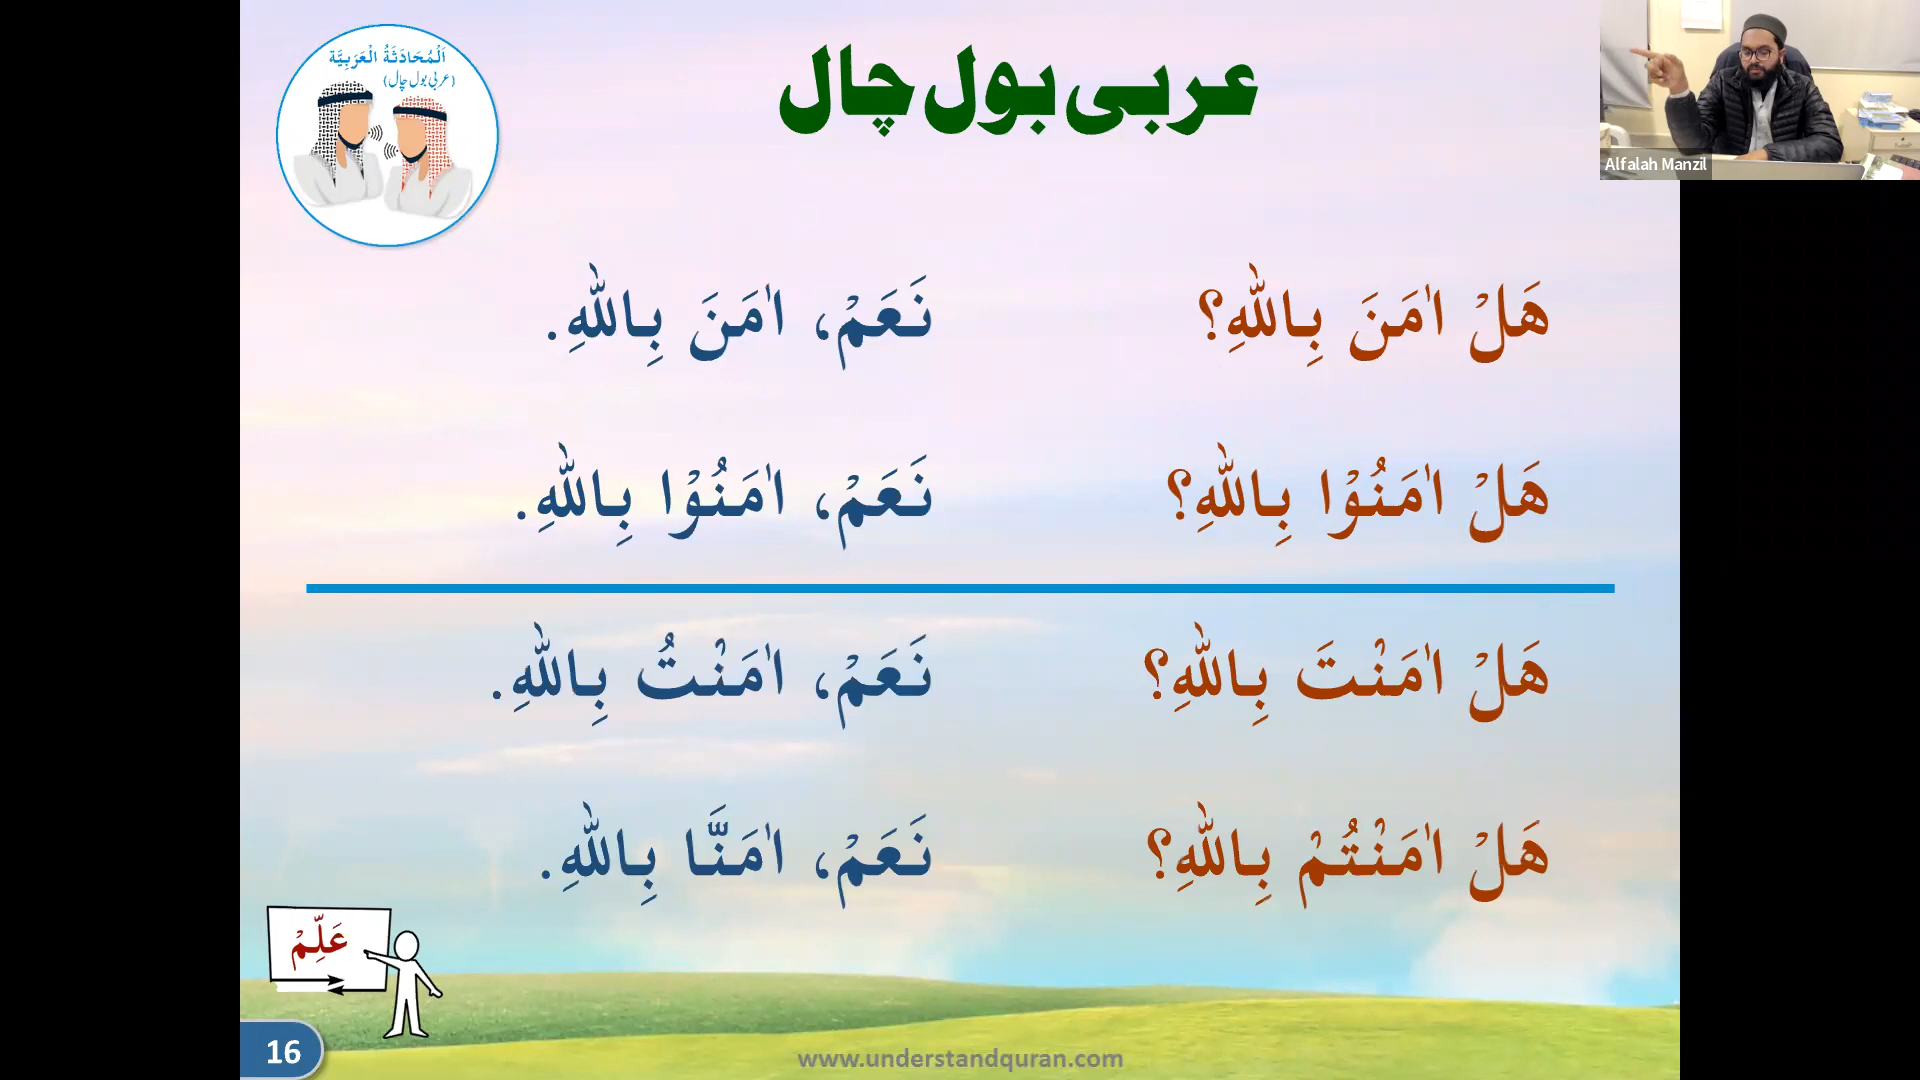 اَلْمُحَادَثَةُ الْعَرَبِيَّة
(عربی بول چال)
عربی بول چال
Alfalah Manzil
هَلْ اٰمَنَ بِاللّٰهِ؟ نَعَمْ، اٰمَنَ بِاللّٰهِ.
هَلْ اٰمَنُوْا بِاللّٰهِ؟ نَعَمْ، اٰمَنُوْا بِاللّٰهِ.
هَلْ اٰمَنْتَ بِاللّٰهِ؟ نَعَمْ، اٰمَنْتُ بِاللّٰهِ.
هَلْ اٰمَنْتُمْ بِاللّٰهِ؟ نَعَمْ، اٰمَنَّا بِاللّٰهِ.
عَلِّمْ
16
www.understandquran.com